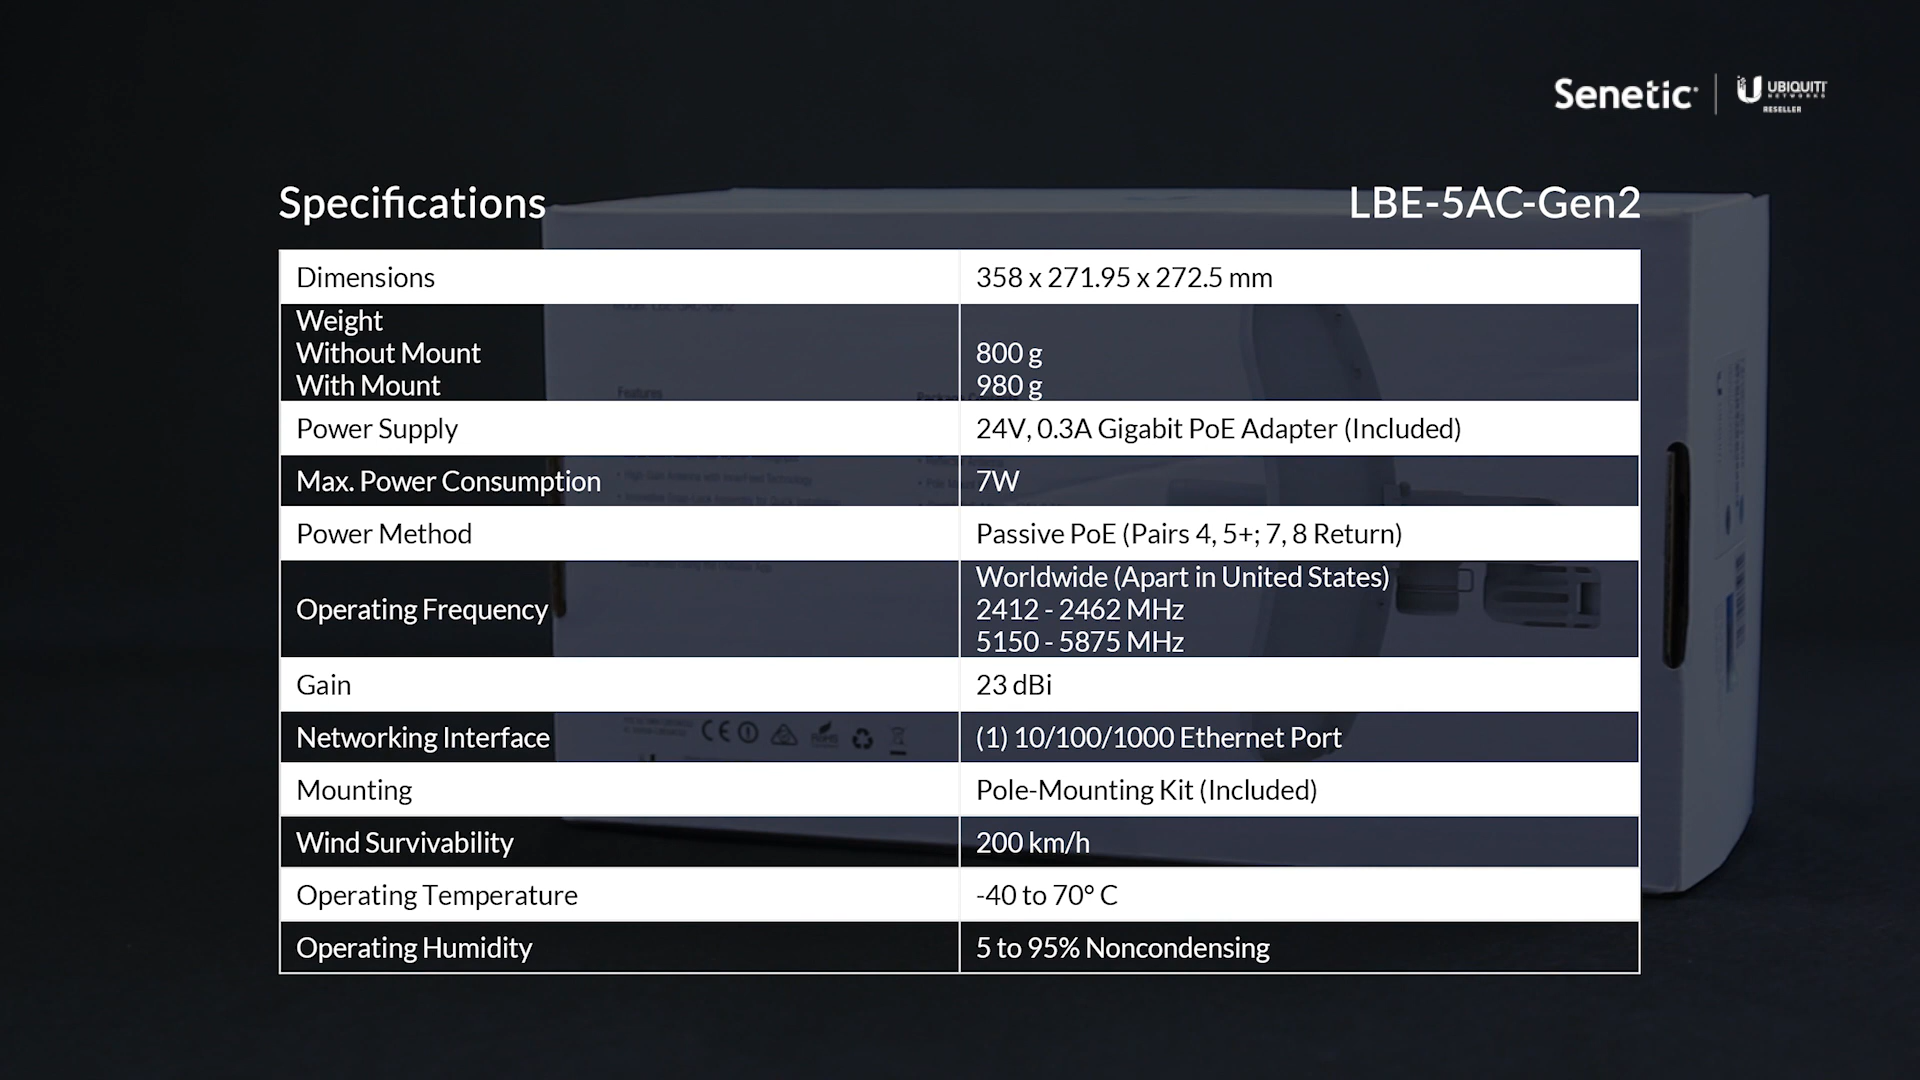 Senetic
UBIQUITI
NETWORKS
RESELLER
Specifications
LBE-5AC-Gen2
Dimensions
358 x 271.95 x 272.5 mm
Weight
Without Mount
800 g
With Mount
980 g
Power Supply
24V, 0.3A Gigabit PoE Adapter (Included)
Max. Power Consumption
7W
Power Method
Passive PoE (Pairs 4, 5+; 7, 8 Return)
Operating Frequency
Worldwide (Apart in United States)
2412 - 2462 MHz
5150 - 5875 MHz
Gain
23 dBi
Networking Interface
(1) 10/100/1000 Ethernet Port
Mounting
Pole-Mounting Kit (Included)
Wind Survivability
200 km/h
Operating Temperature
-40 to 70° C
Operating Humidity
5 to 95% Noncondensing
Features